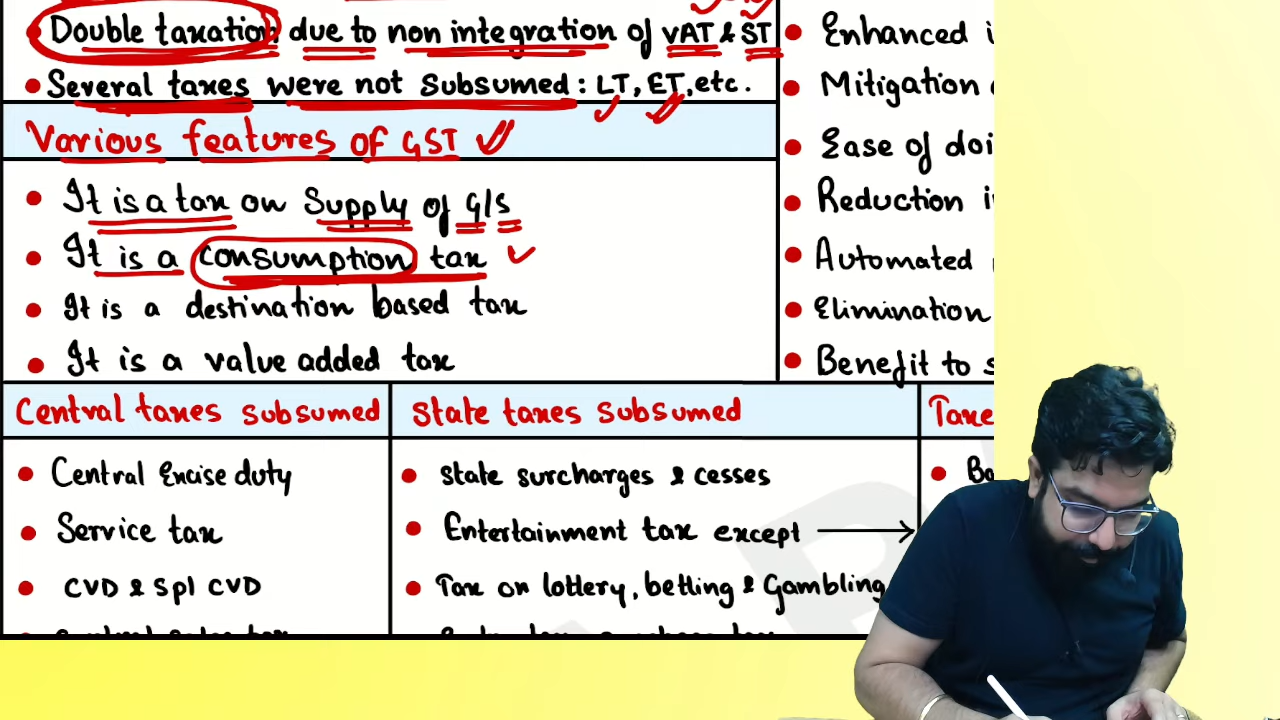 Double taxation due to non integration of VAT & ST
Several taxes were not subsumed : LT, ET, etc.
Various features of GST
It is a tax on supply of G/S
It is a consumption tax
It is a destination based tax
It is a value added tax
Enhanced i
Mitigation
Ease of doi
Reduction i
Automated
Elimination
Benefit to s
Central taxes subsumed
Central Excise duty
Service tax
CVD & Spl CVD
State taxes subsumed
State surcharges & cesses
Entertainment tax except →
Tax on lottery, betting & Gambling
Taxe
Ba